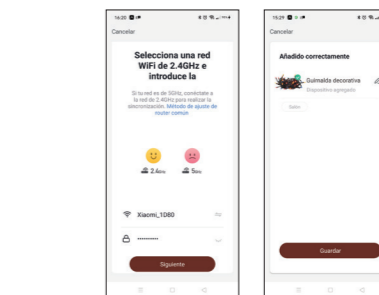 16:20
Cancelar
Selecciona una red
WiFi de 2.4GHz e
introduce la
Si tu red es de 5GHz, conéctate a
la red de 2.4GHz para realizar la
sincronización. Método de ajuste de
router común
2.4GHz
5GHz
Xiaomi_1D80
Siguiente
15:29
Cancelar
Añadido correctamente
Guirnalda decorativa
Dispositivo agregado
Salón
Guardar